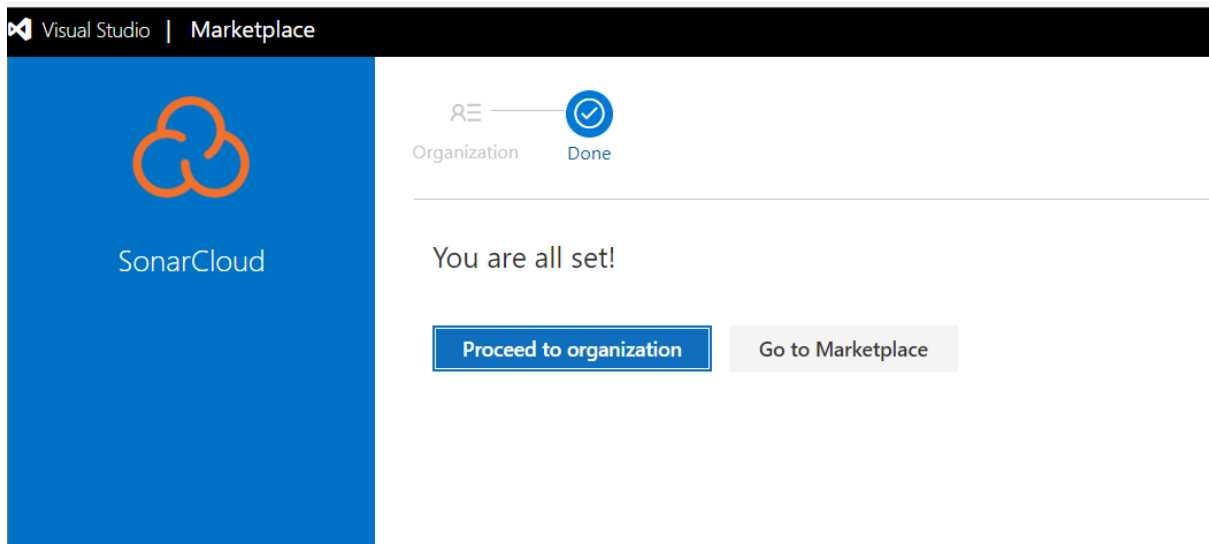 Visual Studio | Marketplace
SonarCloud
Organization Done
You are all set!
Proceed to organization Go to Marketplace